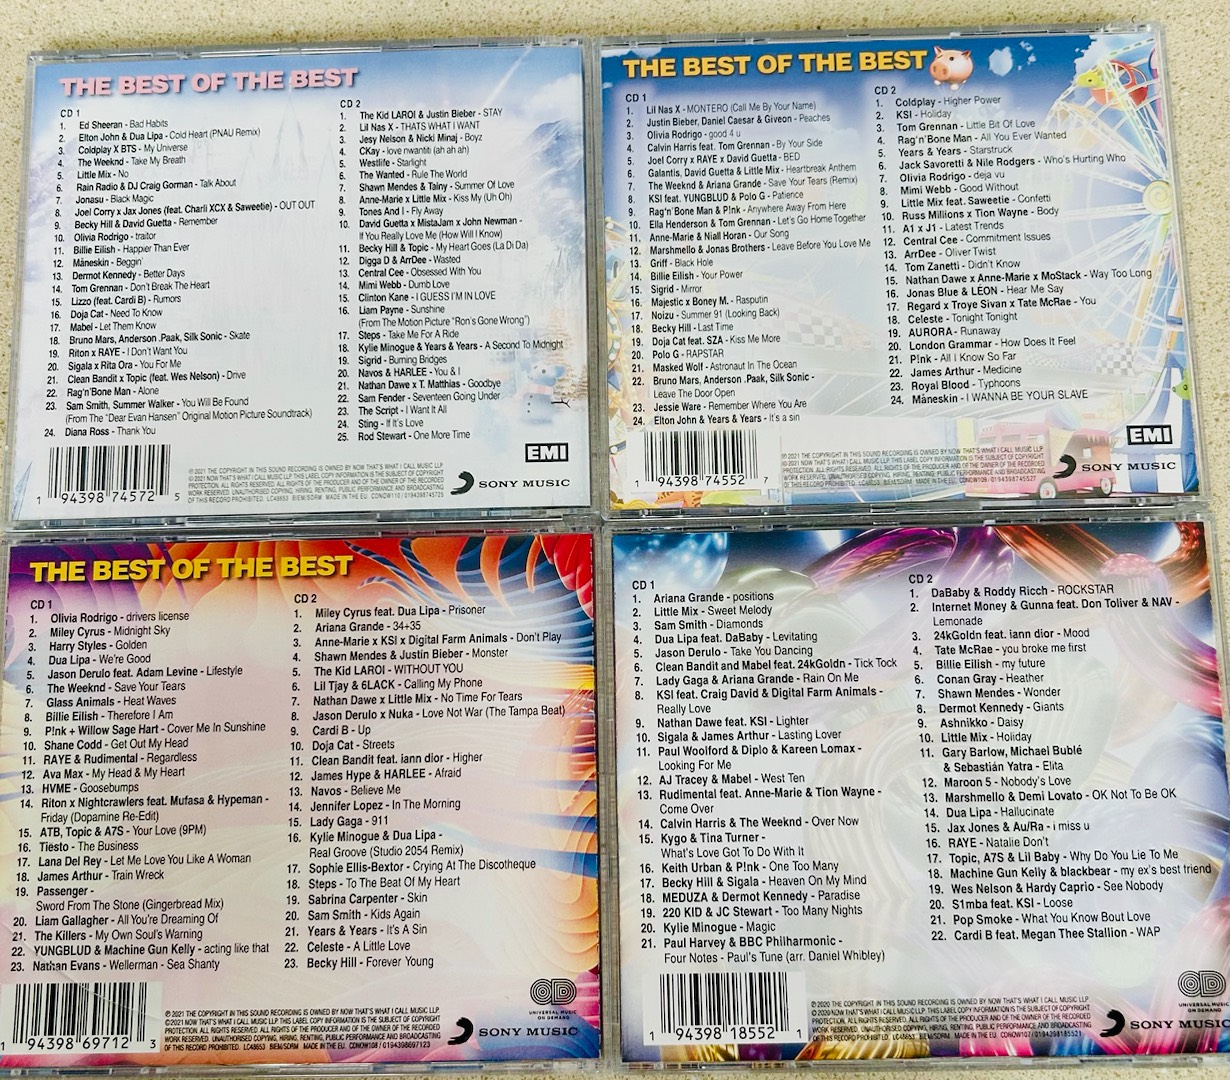 THE BEST OF THE BEST
CD 1
1. Ed Sheeran - Bad Habits
2. Elton John & Dua Lipa - Cold Heart (PNAU Remix)
3. Coldplay X BTS - My Universe
4. The Weeknd - Take My Breath
5. Little Mix - No
6. Rain Radio & DJ Craig Gorman - Talk About
7. Jonasu - Black Magic
8. Joel Corry x Jax Jones (feat. Charli XCX & Saweetie) - OUT OUT
9. Becky Hill & David Guetta - Remember
10. Olivia Rodrigo - traitor
11. Billie Eilish - Happier Than Ever
12. Måneskin - Beggin'
13. Dermot Kennedy - Better Days
14. Tom Grennan - Don't Break The Heart
15. Lizzo (feat. Cardi B) - Rumors
16. Doja Cat - Need To Know
17. Mabel - Let Them Know
18. Bruno Mars, Anderson .Paak, Silk Sonic - Skate
19. Riton x RAYE - I Don't Want You
20. Sigala x Rita Ora - You For Me
21. Clean Bandit x Topic (feat. Wes Nelson) - Drive
22. Rag'n'Bone Man - Alone
23. Sam Smith, Summer Walker - You Will Be Found
(From The "Dear Evan Hansen" Original Motion Picture Soundtrack)
24. Diana Ross - Thank You
CD 2
1. The Kid LAROI & Justin Bieber - STAY
2. Lil Nas X - THATS WHAT I WANT
3. Jesy Nelson & Nicki Minaj - Boyz
4. CKay - love nwantiti (ah ah ah)
5. Westlife - Starlight
6. The Wanted - Rule The World
7. Shawn Mendes & Tainy - Summer Of Love
8. Anne-Marie x Little Mix - Kiss My (Uh Oh)
9. Tones And I - Fly Away
10. David Guetta x MistaJam x John Newman -
If You Really Love Me (How Will I Know)
11. Becky Hill & Topic - My Heart Goes (La Di Da)
12. Digga D & ArrDee - Wasted
13. Central Cee - Obsessed With You
14. Mimi Webb - Dumb Love
15. Clinton Kane - I GUESS I'M IN LOVE
16. Liam Payne - Sunshine
(From The Motion Picture "Ron's Gone Wrong")
17. Steps - Take Me For A Ride
18. Kylie Minogue & Years & Years - A Second To Midnight
19. Sigrid - Burning Bridges
20. Navos & HARLEE - You & I
21. Nathan Dawe x T. Matthias - Goodbye
22. Sam Fender - Seventeen Going Under
23. The Script - I Want It All
24. Sting - If It's Love
25. Rod Stewart - One More Time
1 94398 74572 5
EMI
SONY MUSIC
THE BEST OF THE BEST
CD 1
1. Lil Nas X - MONTERO (Call Me By Your Name)
2. Justin Bieber, Daniel Caesar & Giveon - Peaches
3. Olivia Rodrigo - good 4 u
4. Calvin Harris feat. Tom Grennan - By Your Side
5. Joel Corry x RAYE x David Guetta - BED
6. Galantis, David Guetta & Little Mix - Heartbreak Anthem
7. The Weeknd & Ariana Grande - Save Your Tears (Remix)
8. KSI feat. YUNGBLUD & Polo G - Patience
9. Rag'n'Bone Man & P!nk - Anywhere Away From Here
10. Ella Henderson & Tom Grennan - Let's Go Home Together
11. Anne-Marie & Niall Horan - Our Song
12. Marshmello & Jonas Brothers - Leave Before You Love Me
13. Griff - Black Hole
14. Billie Eilish - Your Power
15. Sigrid - Mirror
16. Majestic x Boney M. - Rasputin
17. Noizu - Summer 91 (Looking Back)
18. Becky Hill - Last Time
19. Doja Cat feat. SZA - Kiss Me More
20. Polo G - RAPSTAR
21. Masked Wolf - Astronaut In The Ocean
22. Bruno Mars, Anderson .Paak, Silk Sonic -
Leave The Door Open
23. Jessie Ware - Remember Where You Are
24. Elton John & Years & Years - It's a sin
CD 2
1. Coldplay - Higher Power
2. KSI - Holiday
3. Tom Grennan - Little Bit Of Love
4. Rag'n'Bone Man - All You Ever Wanted
5. Years & Years - Starstruck
6. Jack Savoretti & Nile Rodgers - Who's Hurting Who
7. Olivia Rodrigo - deja vu
8. Mimi Webb - Good Without
9. Little Mix feat. Saweetie - Confetti
10. Russ Millions x Tion Wayne - Body
11. A1 x J1 - Latest Trends
12. Central Cee - Commitment Issues
13. ArrDee - Oliver Twist
14. Tom Zanetti - Didn't Know
15. Nathan Dawe x Anne-Marie x MoStack - Way Too Long
16. Jonas Blue & LÉON - Hear Me Say
17. Regard x Troye Sivan x Tate McRae - You
18. Celeste - Tonight Tonight
19. AURORA - Runaway
20. London Grammar - How Does It Feel
21. P!nk - All I Know So Far
22. James Arthur - Medicine
23. Royal Blood - Typhoons
24. Måneskin - I WANNA BE YOUR SLAVE
1 94398 74552 7
EMI
SONY MUSIC
THE BEST OF THE BEST
CD 1
1. Olivia Rodrigo - drivers license
2. Miley Cyrus - Midnight Sky
3. Harry Styles - Golden
4. Dua Lipa - We're Good
5. Jason Derulo feat. Adam Levine - Lifestyle
6. The Weeknd - Save Your Tears
7. Glass Animals - Heat Waves
8. Billie Eilish - Therefore I Am
9. P!nk + Willow Sage Hart - Cover Me In Sunshine
10. Shane Codd - Get Out My Head
11. RAYE & Rudimental - Regardless
12. Ava Max - My Head & My Heart
13. HVME - Goosebumps
14. Riton x Nightcrawlers feat. Mufasa & Hypeman -
Friday (Dopamine Re-Edit)
15. ATB, Topic & A7S - Your Love (9PM)
16. Tiësto - The Business
17. Lana Del Rey - Let Me Love You Like A Woman
18. James Arthur - Train Wreck
19. Passenger -
Sword From The Stone (Gingerbread Mix)
20. Liam Gallagher - All You're Dreaming Of
21. The Killers - My Own Soul's Warning
22. YUNGBLUD & Machine Gun Kelly - acting like that
23. Nathan Evans - Wellerman - Sea Shanty
CD 2
1. Miley Cyrus feat. Dua Lipa - Prisoner
2. Ariana Grande - 34+35
3. Anne-Marie x KSI x Digital Farm Animals - Don't Play
4. Shawn Mendes & Justin Bieber - Monster
5. The Kid LAROI - WITHOUT YOU
6. Lil Tjay & 6LACK - Calling My Phone
7. Nathan Dawe x Little Mix - No Time For Tears
8. Jason Derulo x Nuka - Love Not War (The Tampa Beat)
9. Cardi B - Up
10. Doja Cat - Streets
11. Clean Bandit feat. iann dior - Higher
12. James Hype & HARLEE - Afraid
13. Navos - Believe Me
14. Jennifer Lopez - In The Morning
15. Lady Gaga - 911
16. Kylie Minogue & Dua Lipa -
Real Groove (Studio 2054 Remix)
17. Sophie Ellis-Bextor - Crying At The Discotheque
18. Steps - To The Beat Of My Heart
19. Sabrina Carpenter - Skin
20. Sam Smith - Kids Again
21. Years & Years - It's A Sin
22. Celeste - A Little Love
23. Becky Hill - Forever Young
1 94398 69712 3
UNIVERSAL MUSIC
ON DEMAND
SONY MUSIC
CD 1
1. Ariana Grande - positions
2. Little Mix - Sweet Melody
3. Sam Smith - Diamonds
4. Dua Lipa feat. DaBaby - Levitating
5. Jason Derulo - Take You Dancing
6. Clean Bandit and Mabel feat. 24kGoldn - Tick Tock
7. Lady Gaga & Ariana Grande - Rain On Me
8. KSI feat. Craig David & Digital Farm Animals -
Really Love
9. Nathan Dawe feat. KSI - Lighter
10. Sigala & James Arthur - Lasting Lover
11. Paul Woolford & Diplo & Kareen Lomax -
Looking For Me
12. AJ Tracey & Mabel - West Ten
13. Rudimental feat. Anne-Marie & Tion Wayne -
Come Over
14. Calvin Harris & The Weeknd - Over Now
15. Kygo & Tina Turner -
What's Love Got To Do With It
16. Keith Urban & P!nk - One Too Many
17. Becky Hill & Sigala - Heaven On My Mind
18. MEDUZA & Dermot Kennedy - Paradise
19. 220 KID & JC Stewart - Too Many Nights
20. Kylie Minogue - Magic
21. Paul Harvey & BBC Philharmonic -
Four Notes - Paul's Tune (arr. Daniel Whibley)
CD 2
1. DaBaby & Roddy Ricch - ROCKSTAR
2. Internet Money & Gunna feat. Don Toliver & NAV -
Lemonade
3. 24kGoldn feat. iann dior - Mood
4. Tate McRae - you broke me first
5. Billie Eilish - my future
6. Conan Gray - Heather
7. Shawn Mendes - Wonder
8. Dermot Kennedy - Giants
9. Ashnikko - Daisy
10. Little Mix - Holiday
11. Gary Barlow, Michael Bublé
& Sebastián Yatra - Elita
12. Maroon 5 - Nobody's Love
13. Marshmello & Demi Lovato - OK Not To Be OK
14. Dua Lipa - Hallucinate
15. Jax Jones & Au/Ra - i miss u
16. RAYE - Natalie Don't
17. Topic, A7S & Lil Baby - Why Do You Lie To Me
18. Machine Gun Kelly & blackbear - my ex's best friend
19. Wes Nelson & Hardy Caprio - See Nobody
20. S1mba feat. KSI - Loose
21. Pop Smoke - What You Know Bout Love
22. Cardi B feat. Megan Thee Stallion - WAP
1 94398 18552 1
UNIVERSAL MUSIC
ON DEMAND
SONY MUSIC